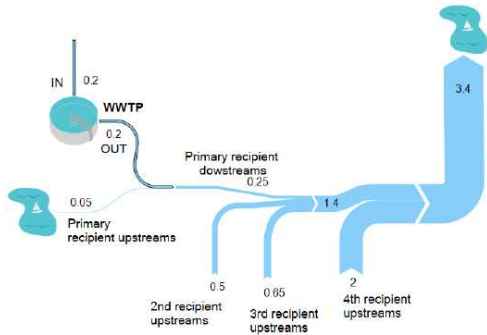 3.4
IN
0.2
WWTP
0.2
OUT
Primary recipient
dowstreams
0.25
0.05
Primary
recipient upstreams
1.4
0.5
2nd recipient
upstreams
0.65
3rd recipient
upstreams
2
4th recipient
upstreams